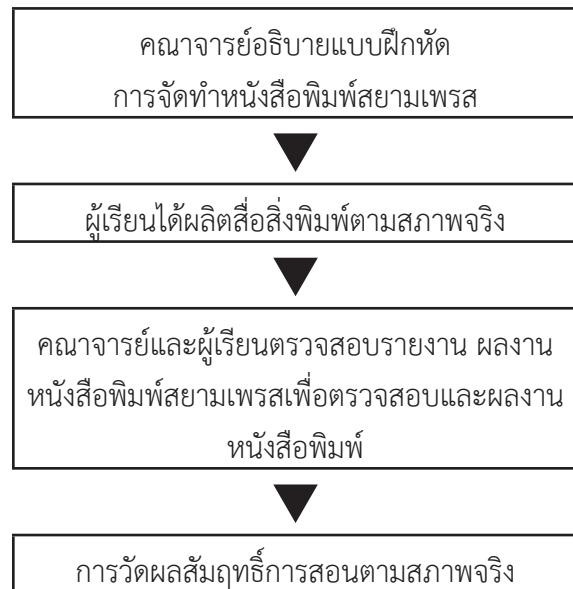 คณาจารย์อธิบายแบบฝึกหัด
การจัดทำหนังสือพิมพ์สยามเพรส
ผู้เรียนได้ผลิตสื่อสิ่งพิมพ์ตามสภาพจริง
คณาจารย์และผู้เรียนตรวจสอบรายงาน ผลงาน
หนังสือพิมพ์สยามเพรสเพื่อตรวจสอบและผลงาน
หนังสือพิมพ์
การวัดผลสัมฤทธิ์การสอนตามสภาพจริง